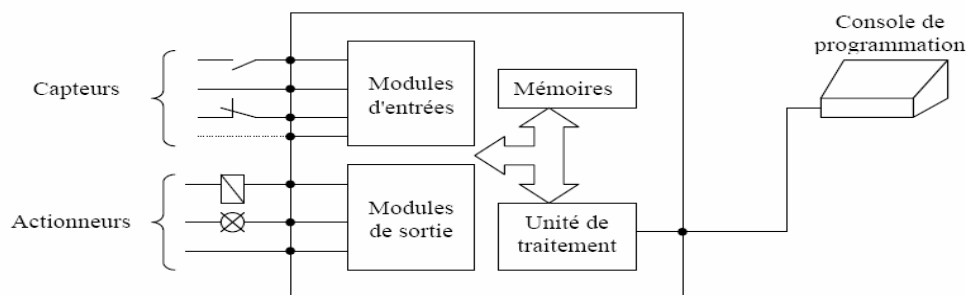 Console de
programmation
Capteurs
Modules
d'entrées
Mémoires
Actionneurs
Modules
de sortie
Unité de
traitement